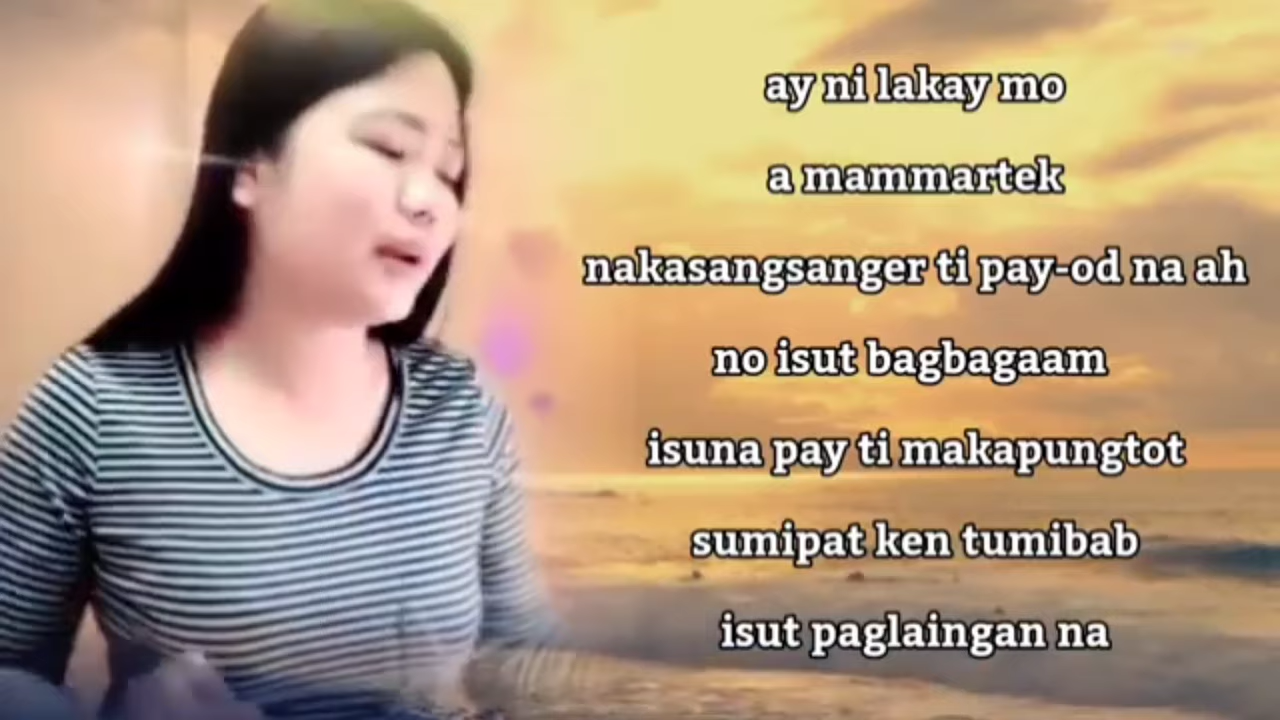 ay ni lakay mo
a mammartek
nakasangsanger ti pay-od na ah
no isut bagbagaam
isuna pay ti makapungtot
sumipat ken tumibab
isut paglaingan na